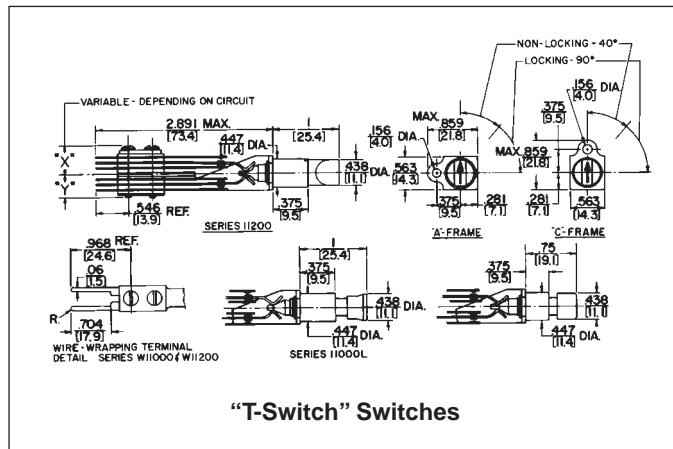 NON-LOCKING - 40°
LOCKING - 90°
VARIABLE - DEPENDING ON CIRCUIT
2.891 MAX.
[73.4]
1
[25.4]
.447 DIA.
[11.4]
.438 DIA.
[11.1]
"X"
"Y"
.546 REF.
[13.9]
.375
[9.5]
SERIES 11200
MAX.
.156
[4.0]
DIA.
.859
[21.8]
.563
[14.3]
.375
[9.5]
.281
[7.1]
"A"-FRAME
.156 DIA.
[4.0]
.375
[9.5]
MAX .859
[21.8]
.281
[7.1]
.563
[14.3]
"C"-FRAME
.968 REF.
[24.6]
.06
[1.5]
R.
.704
[17.9]
WIRE-WRAPPING TERMINAL
DETAIL SERIES W11000 & W11200
1
[25.4]
.375
[9.5]
.438 DIA.
[11.1]
.447 DIA.
[11.4]
SERIES 11000L
.75
[19.1]
.375
[9.5]
.438
[11.1]
.447 DIA.
[11.4]
"T-Switch" Switches